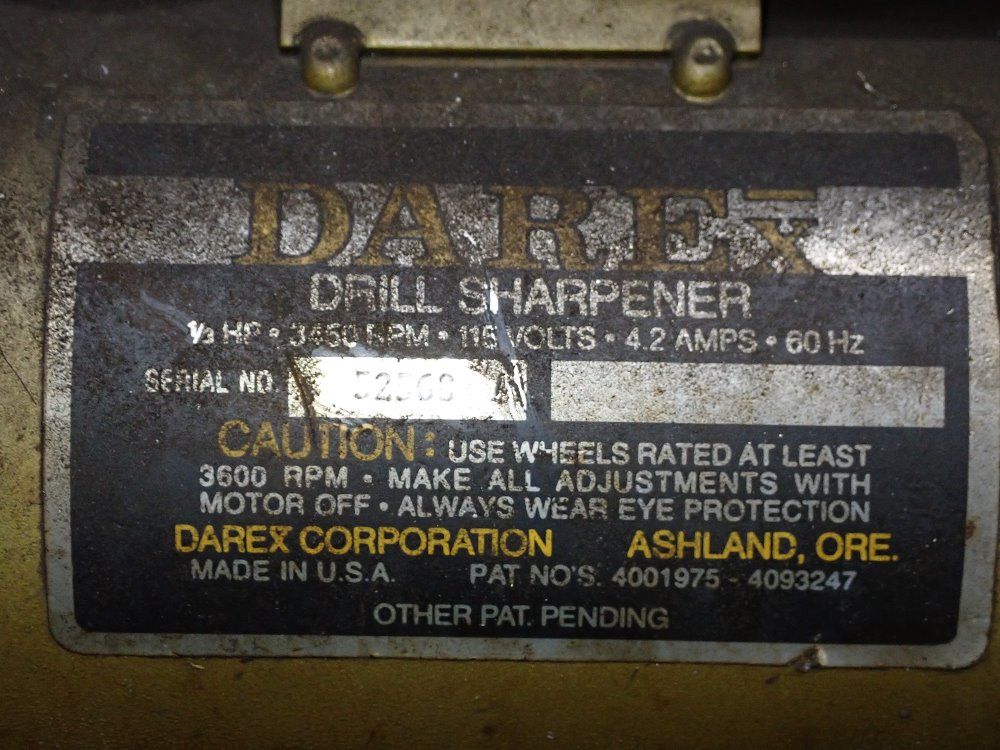 DAREX
DRILL SHARPENER
1/3 HP • 3450 RPM • 115 VOLTS • 4.2 AMPS • 60 Hz
SERIAL NO. 52568 A
CAUTION: USE WHEELS RATED AT LEAST
3600 RPM • MAKE ALL ADJUSTMENTS WITH
MOTOR OFF • ALWAYS WEAR EYE PROTECTION
DAREX CORPORATION ASHLAND, ORE.
MADE IN U.S.A. PAT NO'S. 4001975 - 4093247
OTHER PAT. PENDING